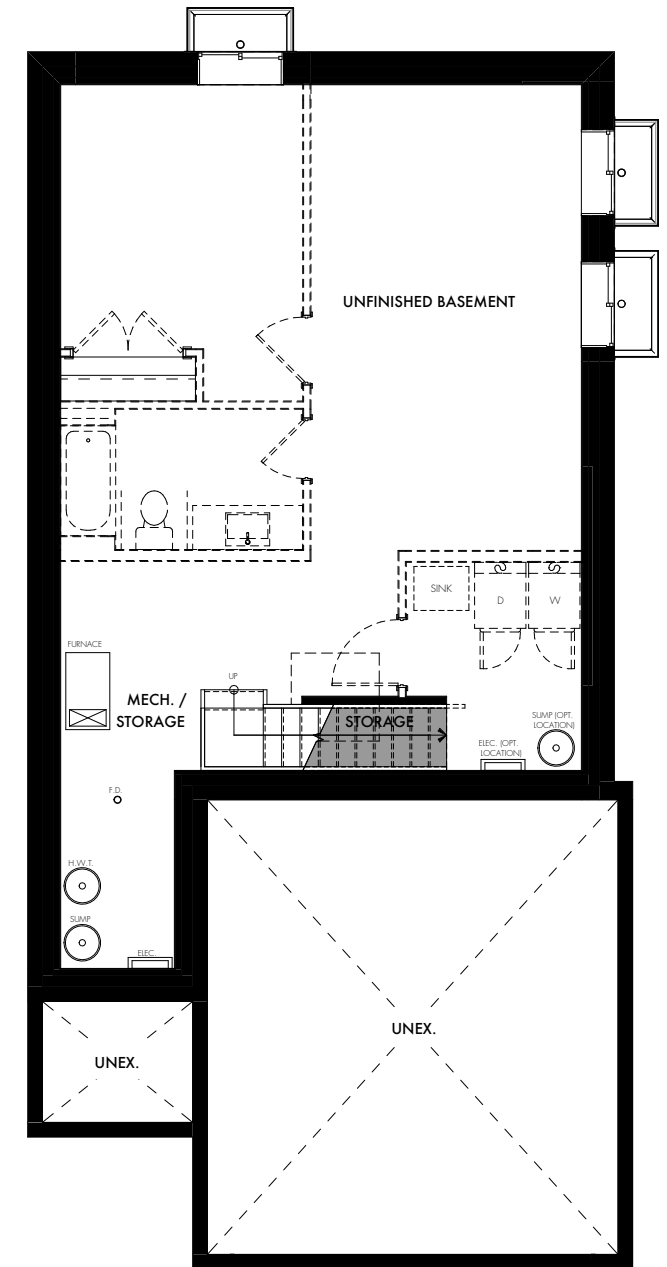 UNFINISHED BASEMENT
SINK
D
W
FURNACE
UP
MECH. /
STORAGE
STORAGE
SUMP (OPT.
LOCATION)
ELEC. (OPT.
LOCATION)
F.D.
H.W.T.
SUMP
ELEC.
UNEX.
UNEX.